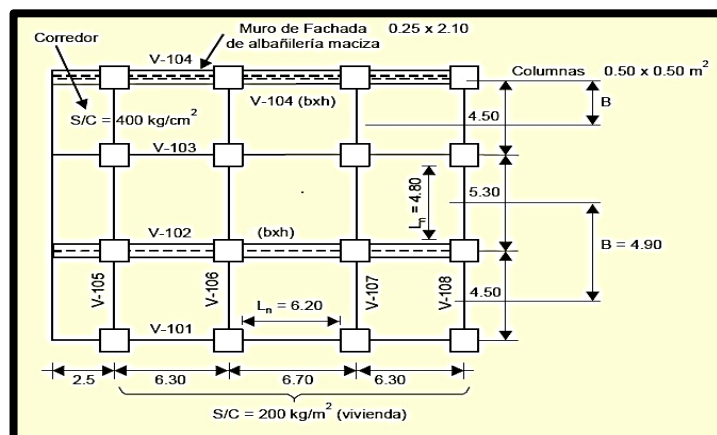 Muro de Fachada 0.25 x 2.10
de albañilería maciza
Corredor
V-104
Columnas 0.50 x 0.50 m²
S/C = 400 kg/cm²
V-104 (bxh)
B
4.50
V-103
Lₙ = 4.80
5.30
V-102
(bxh)
B = 4.90
V-105
V-106
V-107
V-108
Lₙ = 6.20
4.50
V-101
2.5
6.30
6.70
6.30
S/C = 200 kg/m² (vivienda)